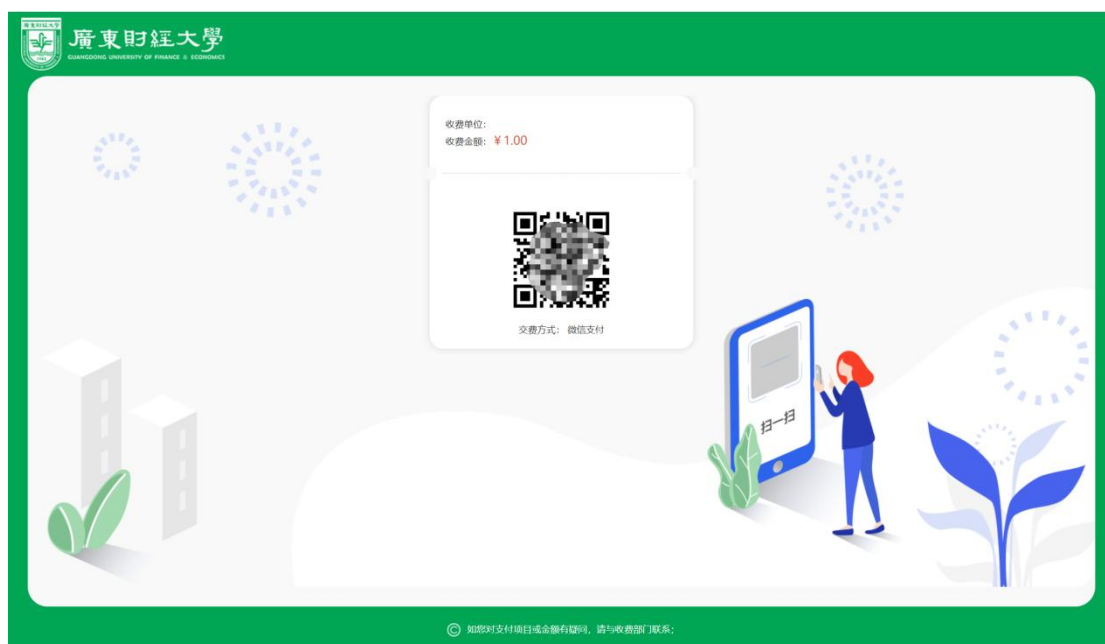 廣東財經大學
GUANGDONG UNIVERSITY OF FINANCE & ECONOMICS
收费单位：
收费金额：￥1.00
交费方式： 微信支付
扫一扫
© 如您对支付项目或金额有疑问，请与收费部门联系；